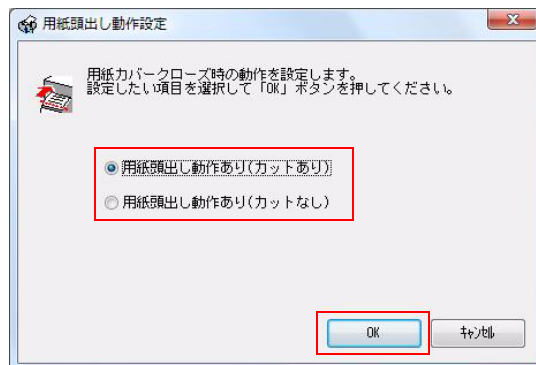 用紙頭出し動作設定
用紙カバークローズ時の動作を設定します。
設定したい項目を選択して「OK」ボタンを押してください。
用紙頭出し動作あり(カットあり)
用紙頭出し動作あり(カットなし)
OK
キャンセル